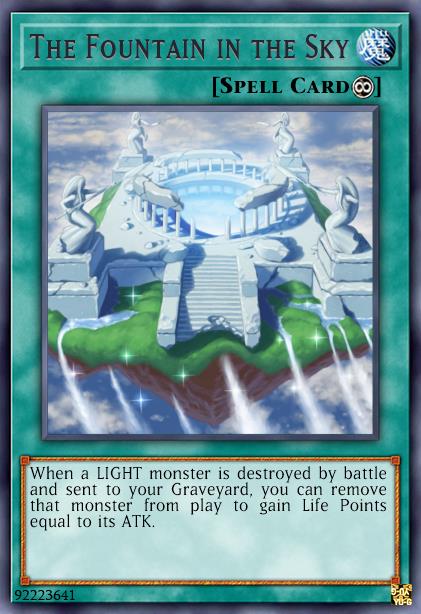 The Fountain in the Sky 魔
[Spell Card∞]
When a LIGHT monster is destroyed by battle
and sent to your Graveyard, you can remove
that monster from play to gain Life Points
equal to its ATK.
92223641